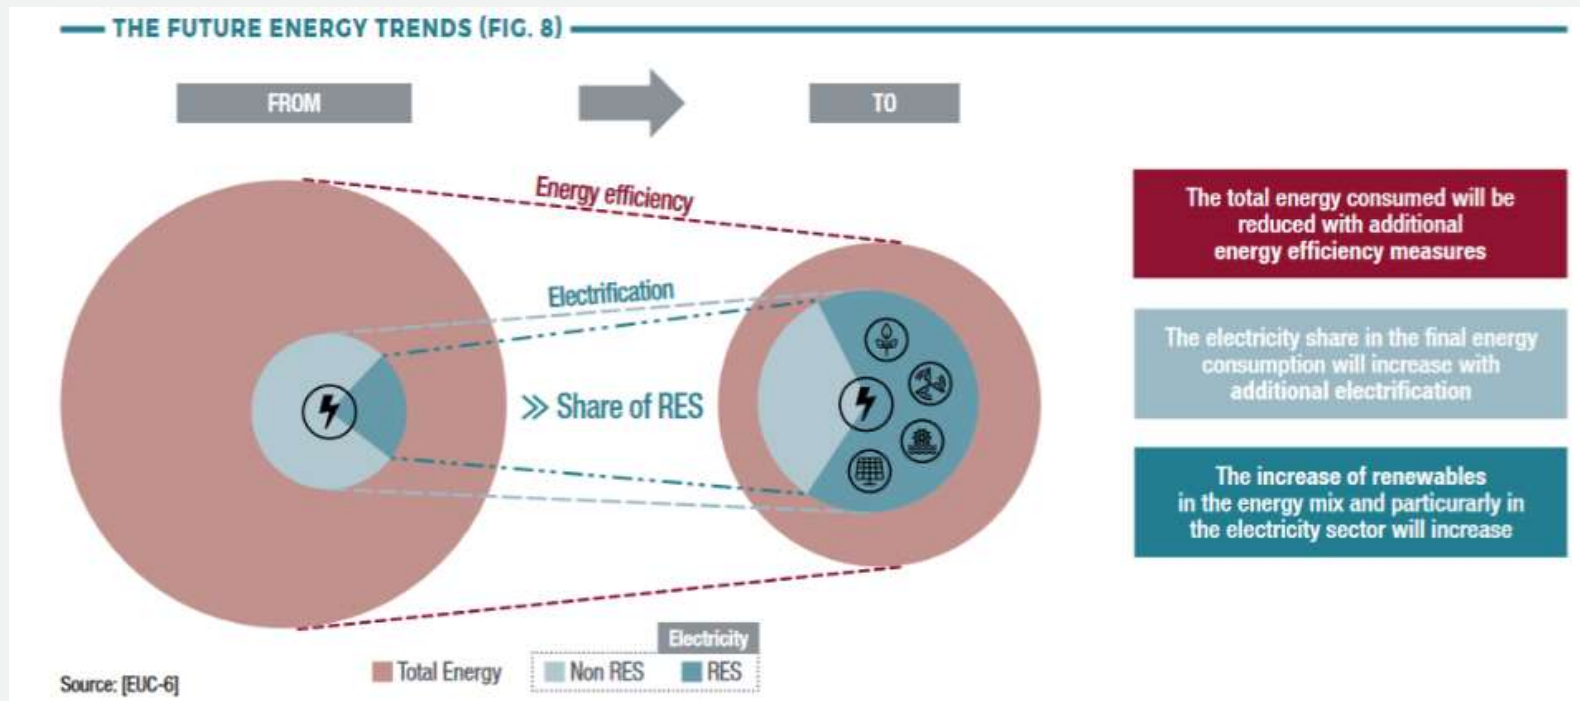 THE FUTURE ENERGY TRENDS (FIG. 8)
FROM
TO
Energy efficiency
Electrification
>> Share of RES
The total energy consumed will be
reduced with additional
energy efficiency measures
The electricity share in the final energy
consumption will increase with
additional electrification
The increase of renewables
in the energy mix and particurarly in
the electricity sector will increase
Electricity
Total Energy
Non RES
RES
Source: [EUC-6]